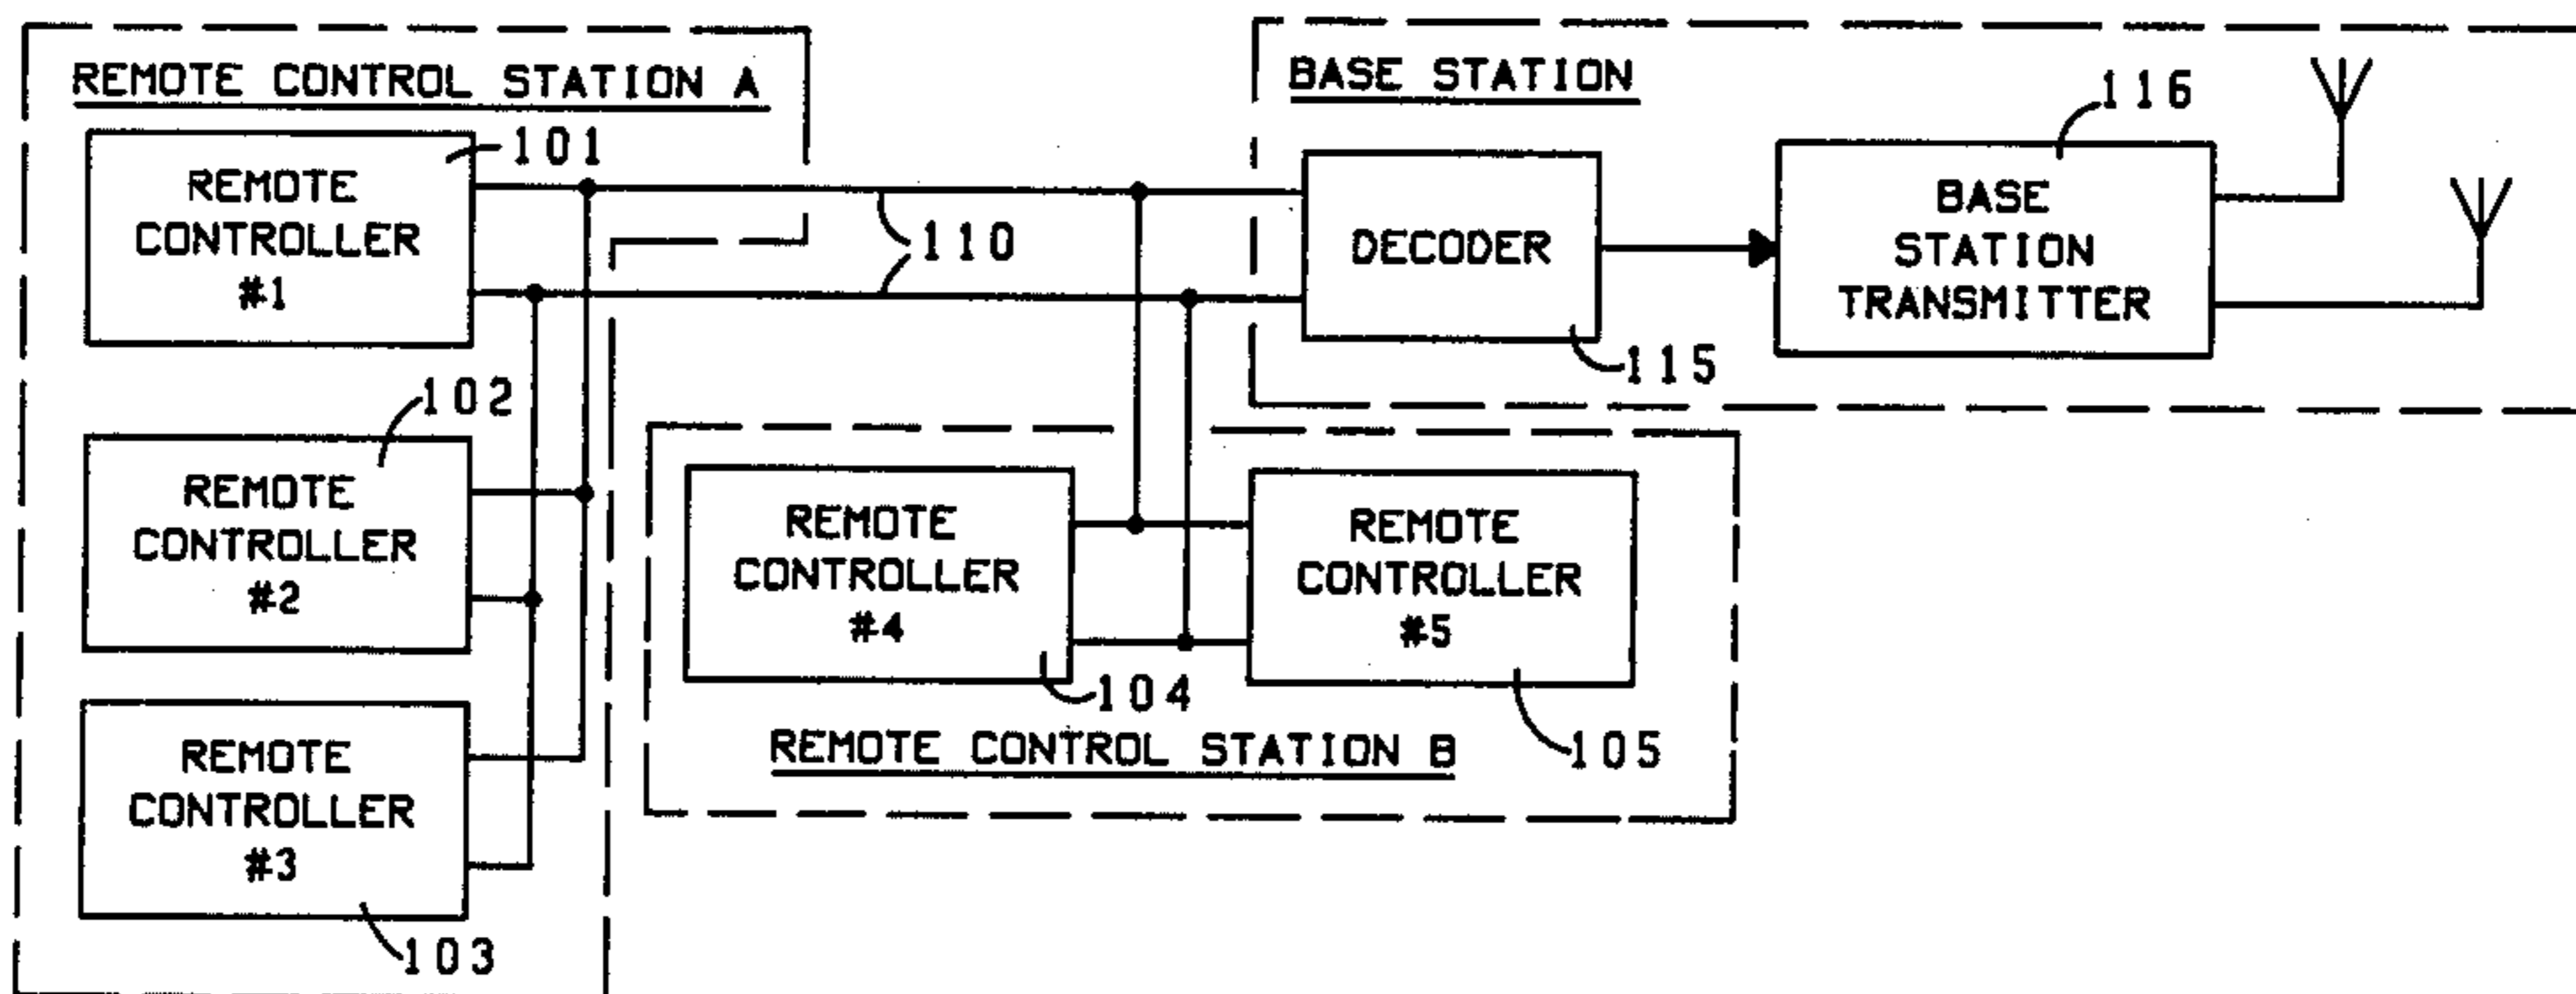 REMOTE CONTROL STATION A
REMOTE
CONTROLLER
#1
101
REMOTE
CONTROLLER
#2
102
REMOTE
CONTROLLER
#3
103
110
BASE STATION
DECODER
115
BASE
STATION
TRANSMITTER
116
REMOTE
CONTROLLER
#4
104
REMOTE
CONTROLLER
#5
105
REMOTE CONTROL STATION B